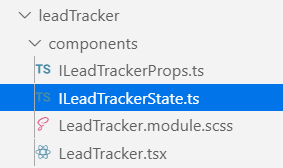 leadTracker
components
TS ILeadTrackerProps.ts
TS ILeadTrackerState.ts
LeadTracker.module.scss
LeadTracker.tsx